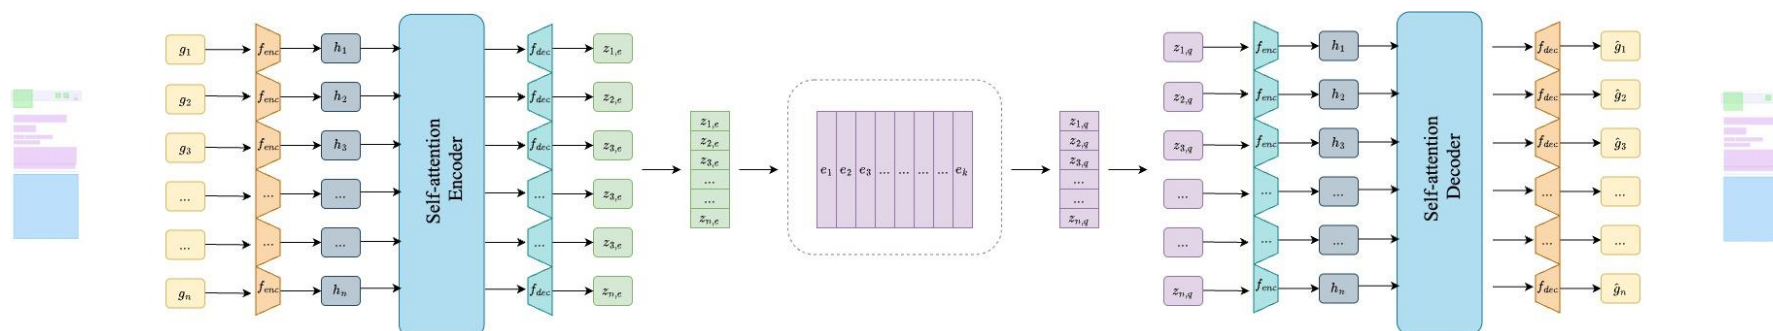 g₁ f_enc h₁ f_dec z₁,e
g₂ f_enc h₂ f_dec z₂,e
g₃ f_enc h₃ f_dec z₃,e
... ... ... ... z₃,e
... ... ... ... z₃,e
gₙ f_enc hₙ f_dec zₙ,e
Self-attention
Encoder
z₁,e
z₂,e
z₃,e
...
...
zₙ,e
e₁ e₂ e₃ ... ... ... ... eₖ
z₁,q
z₂,q
z₃,q
...
...
zₙ,q
z₁,q f_enc h₁ f_dec ĝ₁
z₂,q f_enc h₂ f_dec ĝ₂
z₃,q f_enc h₃ f_dec ĝ₃
... ... ... ... ...
... ... ... ... ...
zₙ,q f_enc hₙ f_dec ĝₙ
Self-attention
Decoder